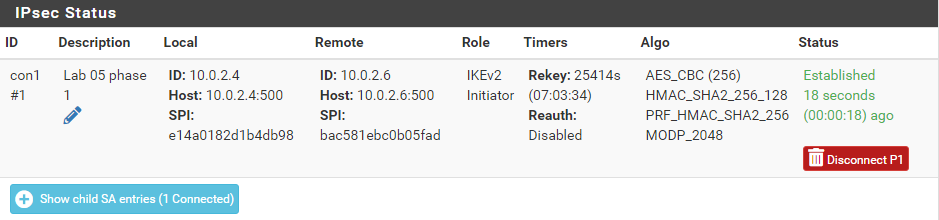 IPsec Status
ID Description Local Remote Role Timers Algo Status
con1 Lab 05 phase ID: 10.0.2.4 ID: 10.0.2.6 IKEv2 Rekey: 25414s AES_CBC (256) Established
#1 1 Host: 10.0.2.4:500 Host: 10.0.2.6:500 Initiator (07:03:34) HMAC_SHA2_256_128 18 seconds
SPI: SPI: Reauth: PRF_HMAC_SHA2_256 (00:00:18) ago
e14a0182d1b4db98 bac581ebc0b05fad Disabled MODP_2048
Disconnect P1
Show child SA entries (1 Connected)